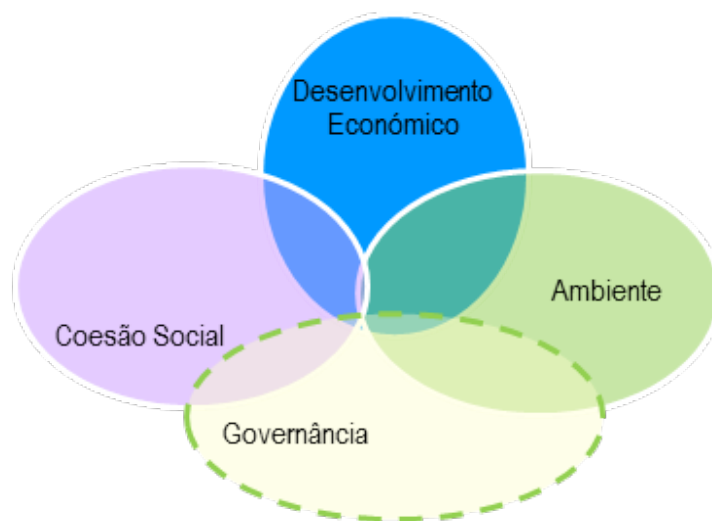 Desenvolvimento
Económico
Ambiente
Coesão Social
Governância